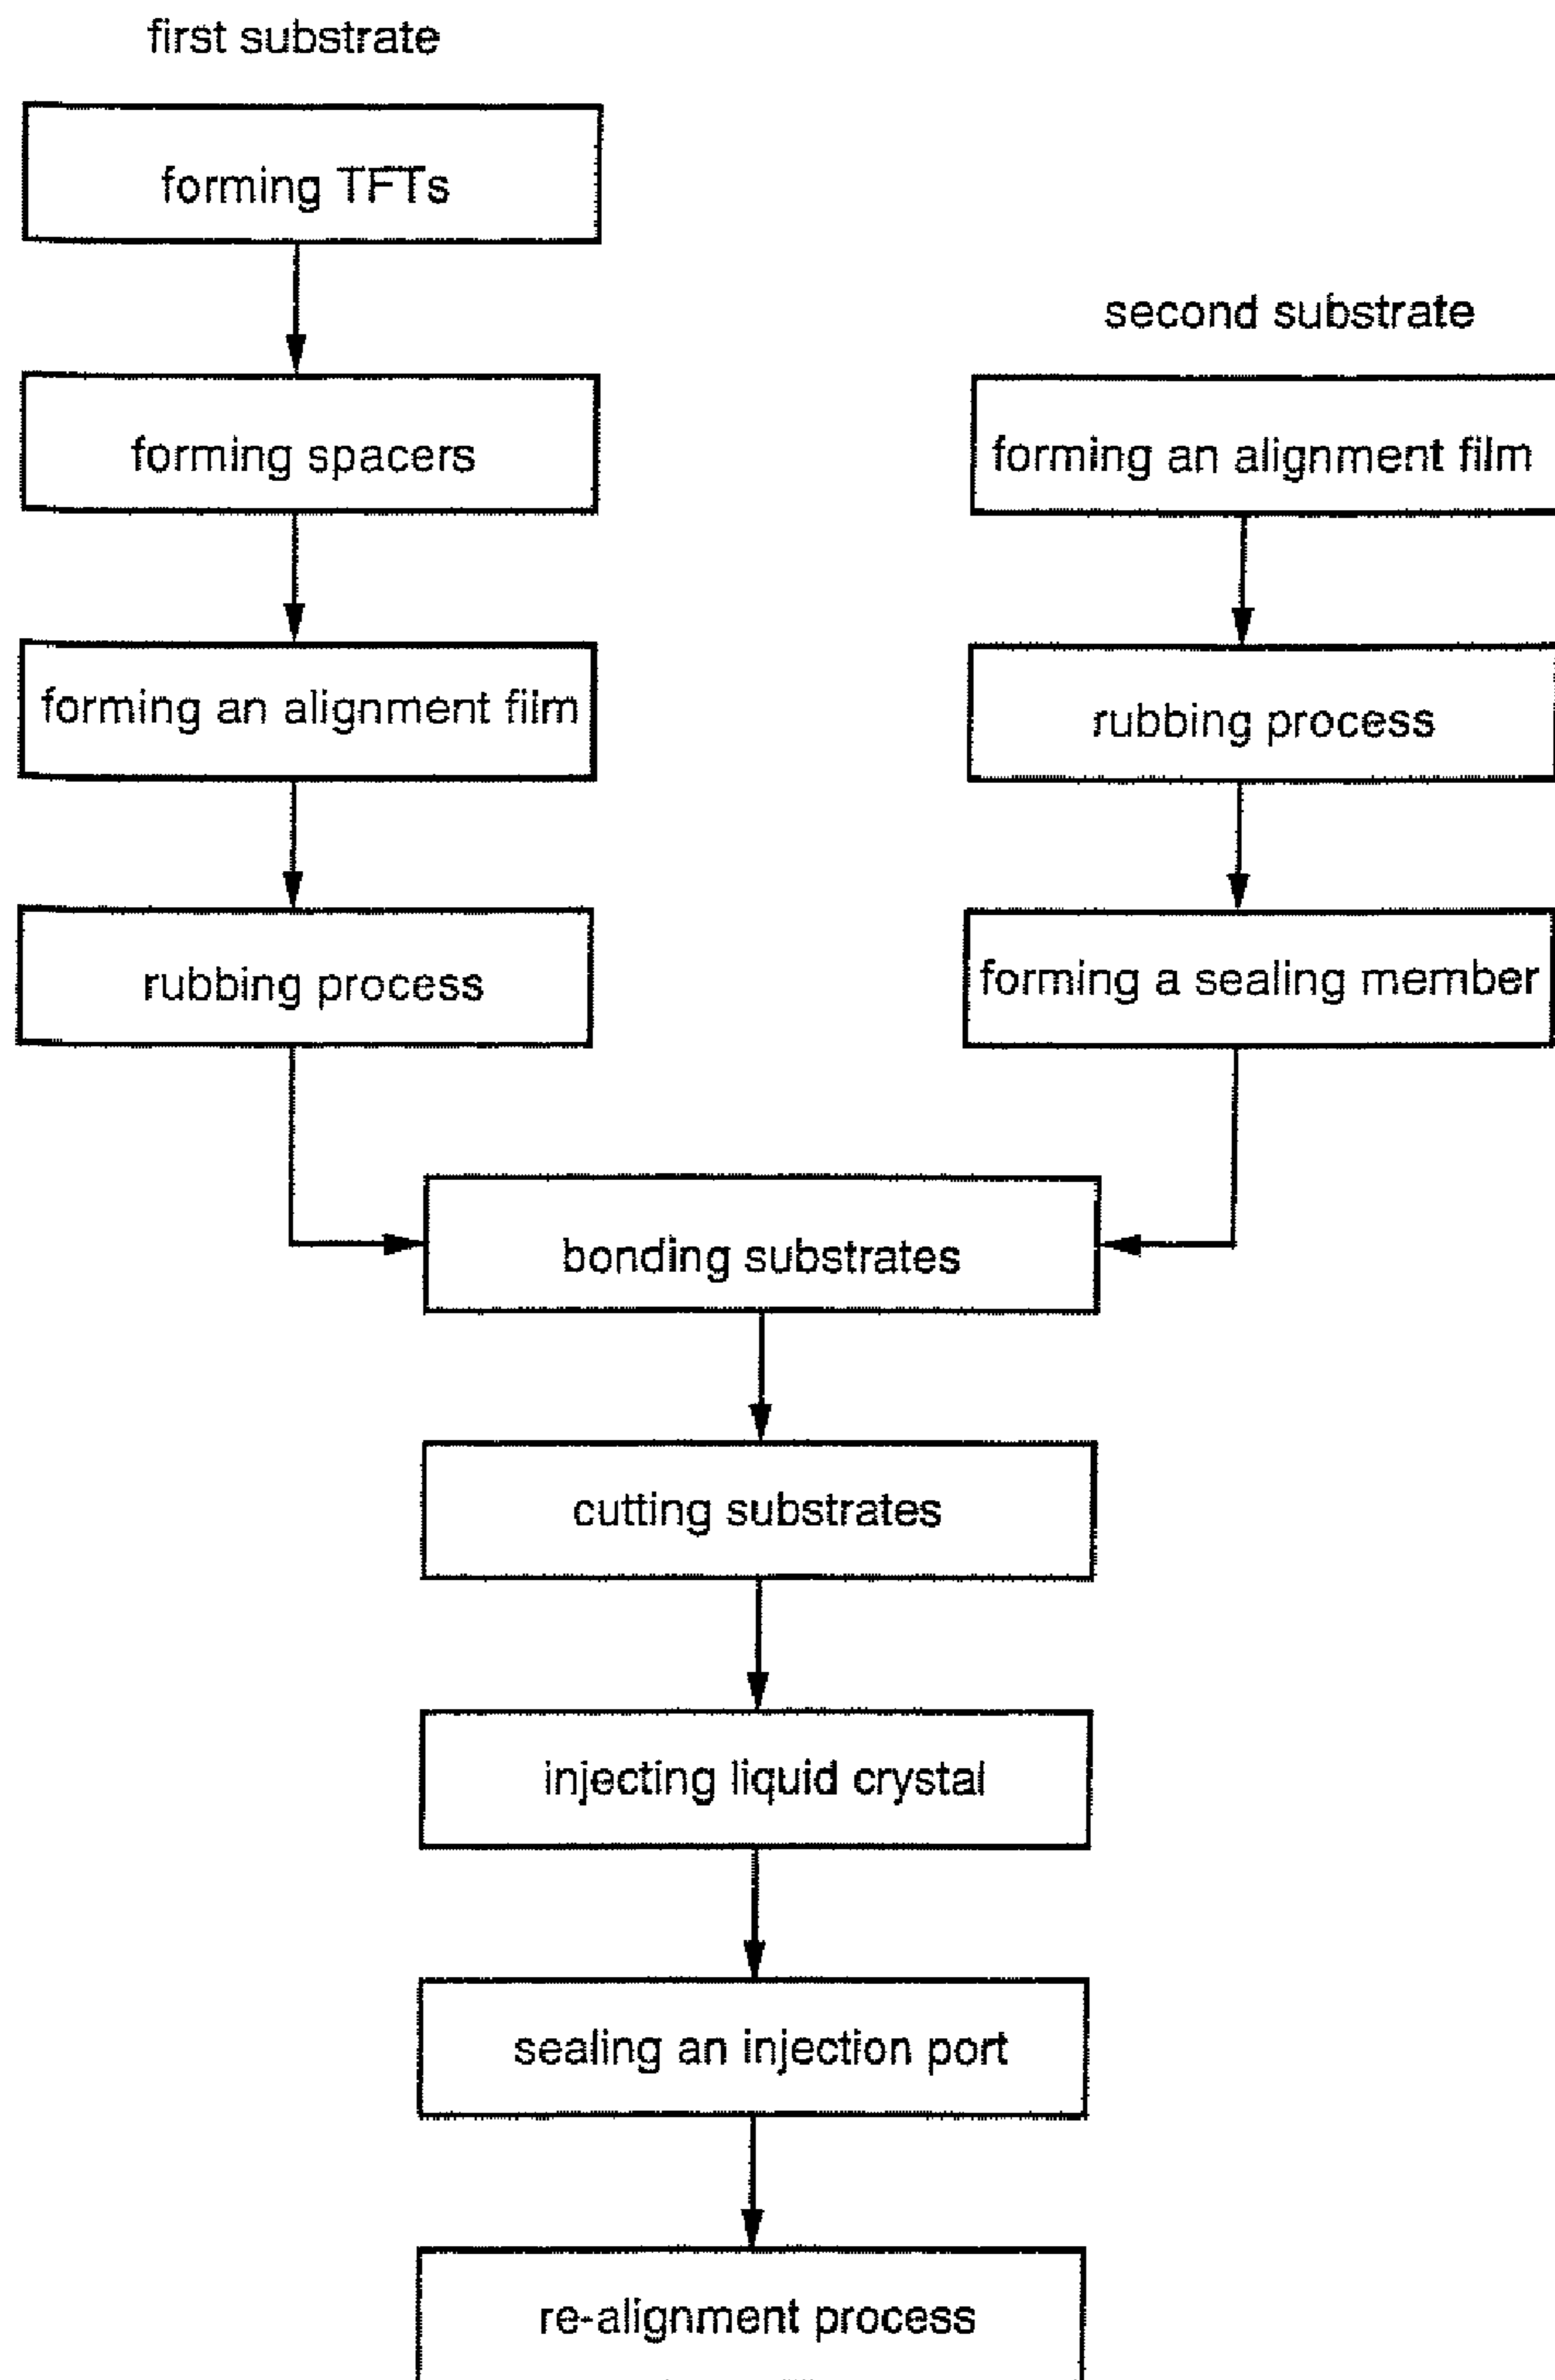 first substrate
forming TFTs
forming spacers
forming an alignment film
rubbing process
second substrate
forming an alignment film
rubbing process
forming a sealing member
bonding substrates
cutting substrates
injecting liquid crystal
sealing an injection port
re-alignment process